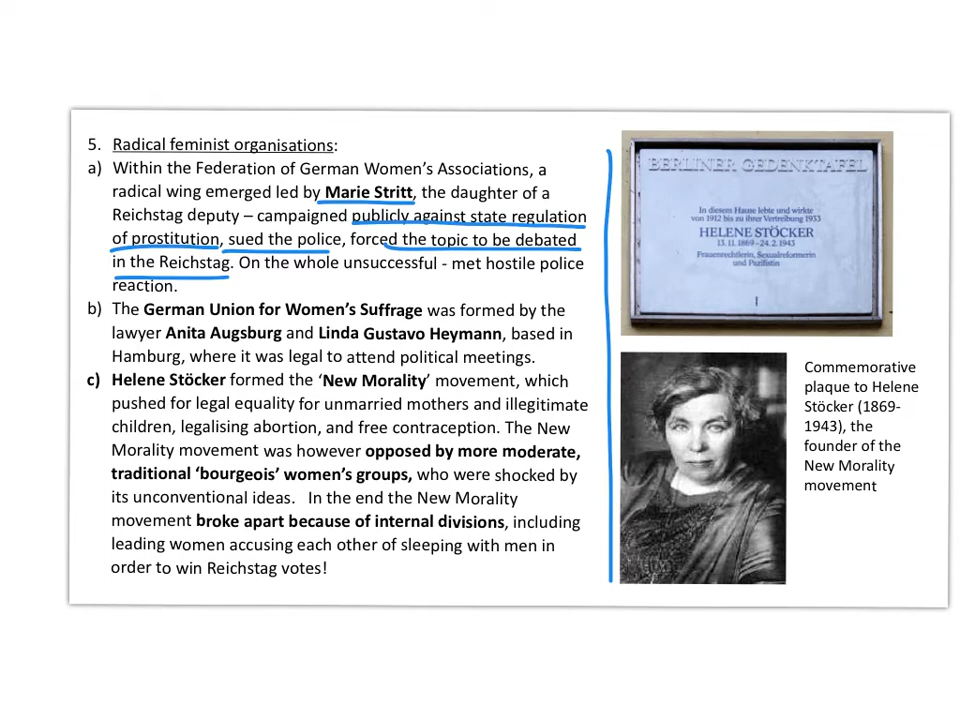 5. Radical feminist organisations:
a) Within the Federation of German Women’s Associations, a
radical wing emerged led by Marie Stritt, the daughter of a
Reichstag deputy – campaigned publicly against state regulation
of prostitution, sued the police, forced the topic to be debated
in the Reichstag. On the whole unsuccessful - met hostile police
reaction.
b) The German Union for Women’s Suffrage was formed by the
lawyer Anita Augsburg and Linda Gustavo Heymann, based in
Hamburg, where it was legal to attend political meetings.
c) Helene Stöcker formed the ‘New Morality’ movement, which
pushed for legal equality for unmarried mothers and illegitimate
children, legalising abortion, and free contraception. The New
Morality movement was however opposed by more moderate,
traditional ‘bourgeois’ women’s groups, who were shocked by
its unconventional ideas. In the end the New Morality
movement broke apart because of internal divisions, including
leading women accusing each other of sleeping with men in
order to win Reichstag votes!
BERLINER GEDENKTAFEL
In diesem Hause lebte und wirkte
von 1912 bis zu ihrer Vertreibung 1933
HELENE STÖCKER
13.11.1869 - 24.2.1943
Frauenrechtlerin, Sexualreformerin
und Pazifistin
Commemorative
plaque to Helene
Stöcker (1869-
1943), the
founder of the
New Morality
movement